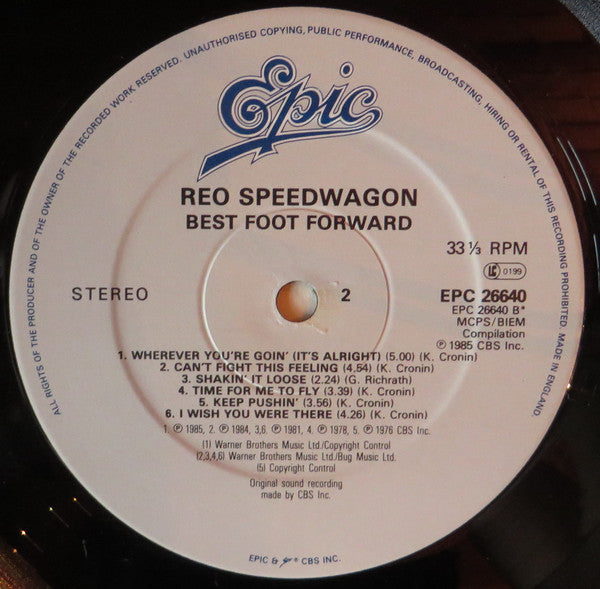 ALL RIGHTS OF THE PRODUCER AND OF THE OWNER OF THE RECORDED WORK RESERVED. UNAUTHORISED COPYING, PUBLIC PERFORMANCE, BROADCASTING, HIRING OR RENTAL OF THIS RECORDING PROHIBITED. MADE IN ENGLAND.
Epic
REO SPEEDWAGON
BEST FOOT FORWARD
33⅓ RPM
LC 0199
STEREO
2
EPC 26640
EPC 26640 B*
MCPS/BIEM
Compilation
℗ 1985 CBS Inc.
1. WHEREVER YOU'RE GOIN' (IT'S ALRIGHT) (5.00) (K. Cronin)
2. CAN'T FIGHT THIS FEELING (4.54) (K. Cronin)
3. SHAKIN' IT LOOSE (2.24) (G. Richrath)
4. TIME FOR ME TO FLY (3.39) (K. Cronin)
5. KEEP PUSHIN' (3.56) (K. Cronin)
6. I WISH YOU WERE THERE (4.26) (K. Cronin)
1. ℗ 1985, 2. ℗ 1984, 3,6. ℗ 1981, 4. ℗ 1978, 5. ℗ 1976 CBS Inc.
(1) Warner Brothers Music Ltd./Copyright Control
(2,3,4,6) Warner Brothers Music Ltd./Bug Music Ltd.
(5) Copyright Control
Original sound recording
made by CBS Inc.
EPIC & ® CBS INC.